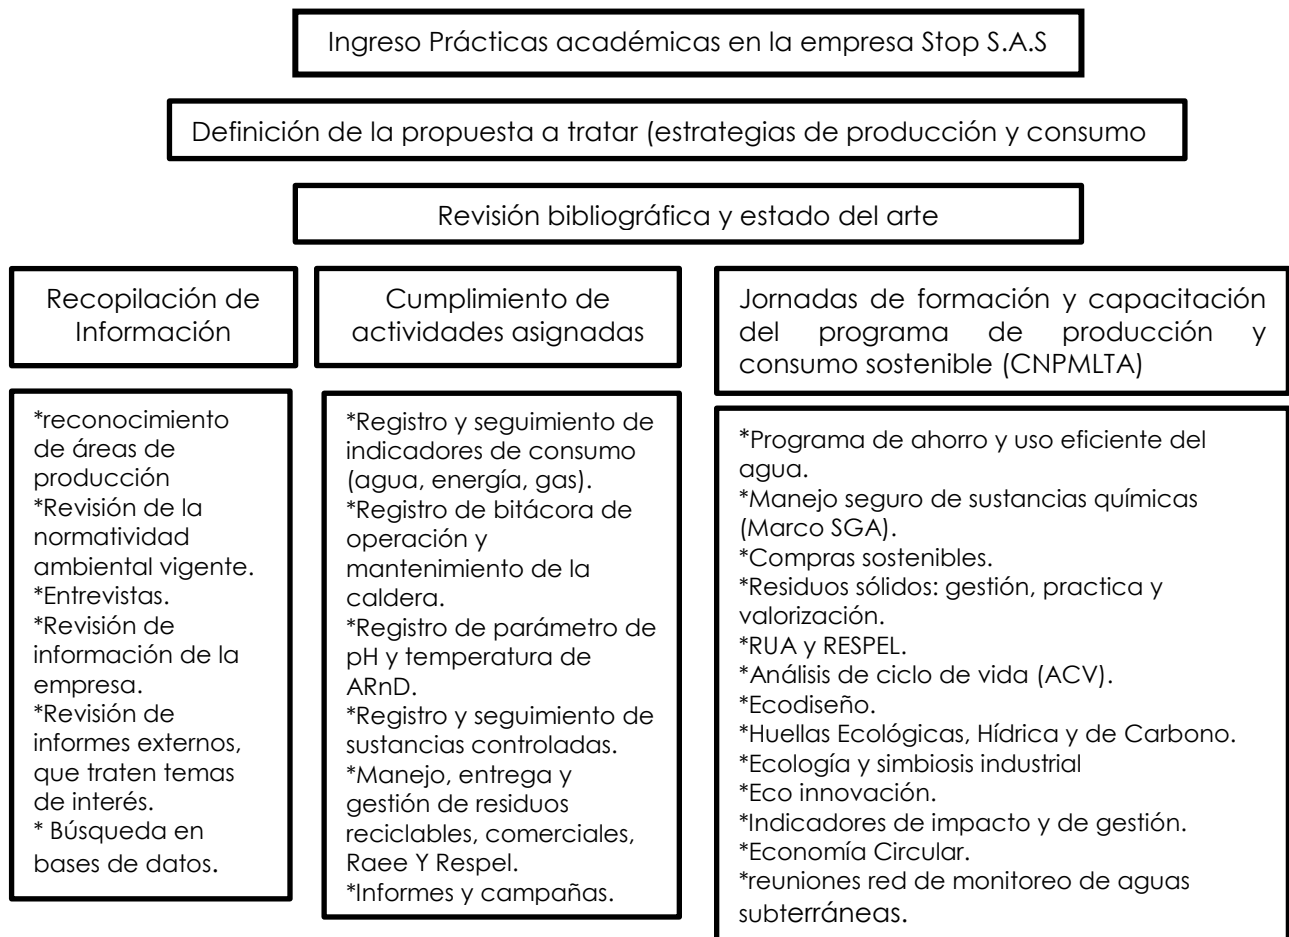 Ingreso Prácticas académicas en la empresa Stop S.A.S
Definición de la propuesta a tratar (estrategias de producción y consumo
Revisión bibliográfica y estado del arte
Recopilación de
Información
Cumplimiento de
actividades asignadas
Jornadas de formación y capacitación
del programa de producción y
consumo sostenible (CNPMLTA)
*reconocimiento
de áreas de
producción
*Revisión de la
normatividad
ambiental vigente.
*Entrevistas.
*Revisión de
información de la
empresa.
*Revisión de
informes externos,
que traten temas
de interés.
* Búsqueda en
bases de datos.
*Registro y seguimiento de
indicadores de consumo
(agua, energía, gas).
*Registro de bitácora de
operación y
mantenimiento de la
caldera.
*Registro de parámetro de
pH y temperatura de
ARnD.
*Registro y seguimiento de
sustancias controladas.
*Manejo, entrega y
gestión de residuos
reciclables, comerciales,
Raee Y Respel.
*Informes y campañas.
*Programa de ahorro y uso eficiente del
agua.
*Manejo seguro de sustancias químicas
(Marco SGA).
*Compras sostenibles.
*Residuos sólidos: gestión, practica y
valorización.
*RUA y RESPEL.
*Análisis de ciclo de vida (ACV).
*Ecodiseño.
*Huellas Ecológicas, Hídrica y de Carbono.
*Ecología y simbiosis industrial
*Eco innovación.
*Indicadores de impacto y de gestión.
*Economía Circular.
*reuniones red de monitoreo de aguas
subterráneas.